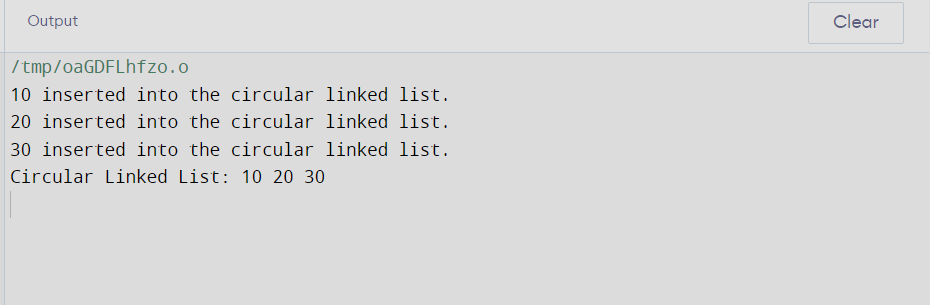 Output
Clear
/tmp/oaGDFLhfzo.o
10 inserted into the circular linked list.
20 inserted into the circular linked list.
30 inserted into the circular linked list.
Circular Linked List: 10 20 30